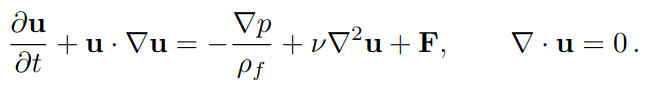 ∂u/∂t + u · ∇u = −∇p/ρ_f + ν∇²u + F,  ∇ · u = 0 .